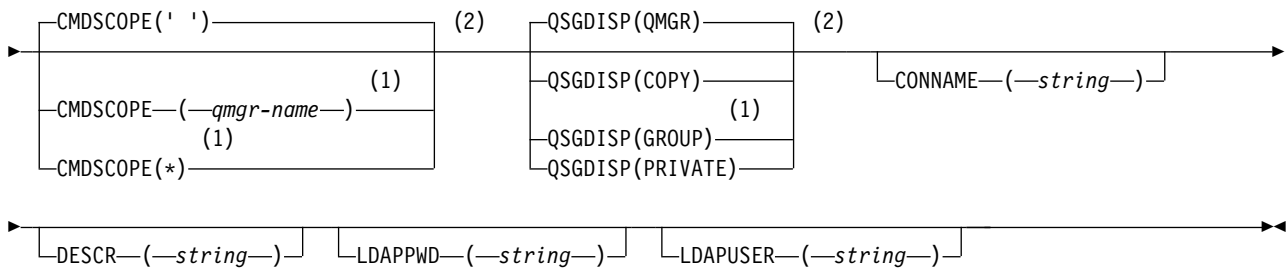 CMDSCOPE(' ') (2) QSGDISP(QMGR) (2)
QSGDISP(COPY) CONNAME ( string )
(1)
CMDSCOPE ( qmgr-name ) (1)
(1) QSGDISP(GROUP)
CMDSCOPE(*) QSGDISP(PRIVATE)
DESCR ( string ) LDAPPWD ( string ) LDAPUSER ( string )